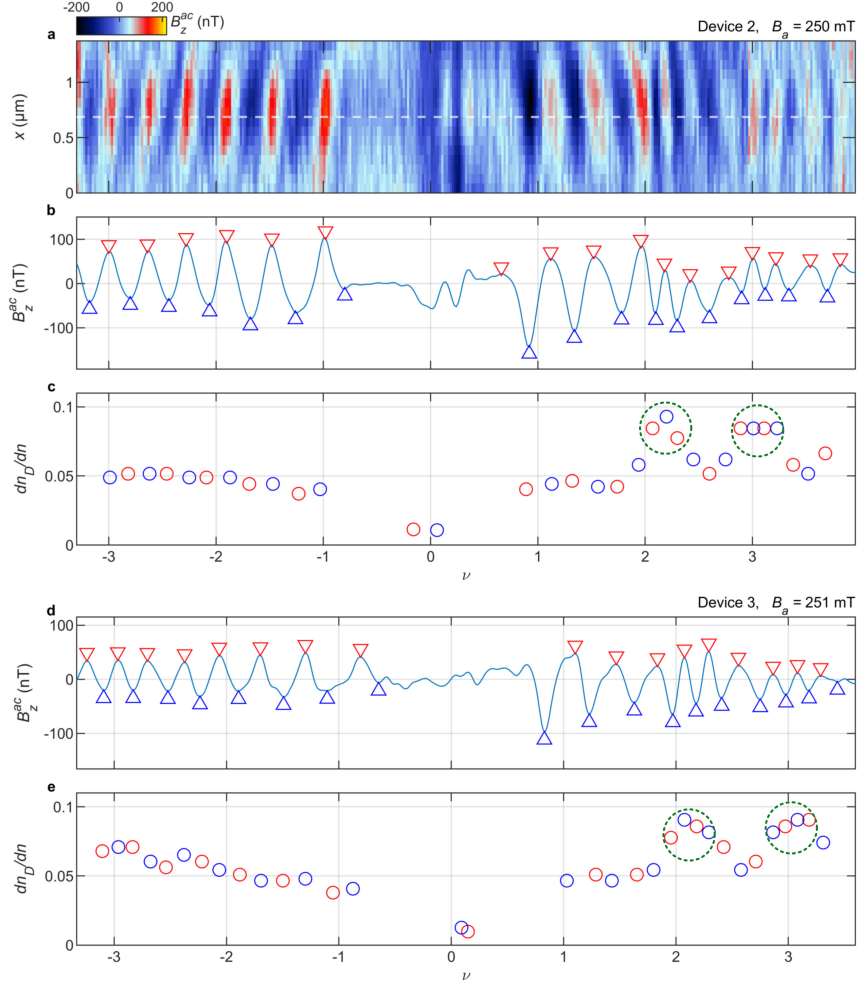 -200 0 200 B_z^ac (nT)
Device 2, B_a = 250 mT
a
1
0.5
0
x (μm)
b
100
0
-100
B_z^ac (nT)
c
0.1
0.05
0
dn_D/dn
-3 -2 -1 0 1 2 3
ν
Device 3, B_a = 251 mT
d
100
0
-100
B_z^ac (nT)
e
0.1
0.05
0
dn_D/dn
-3 -2 -1 0 1 2 3
ν